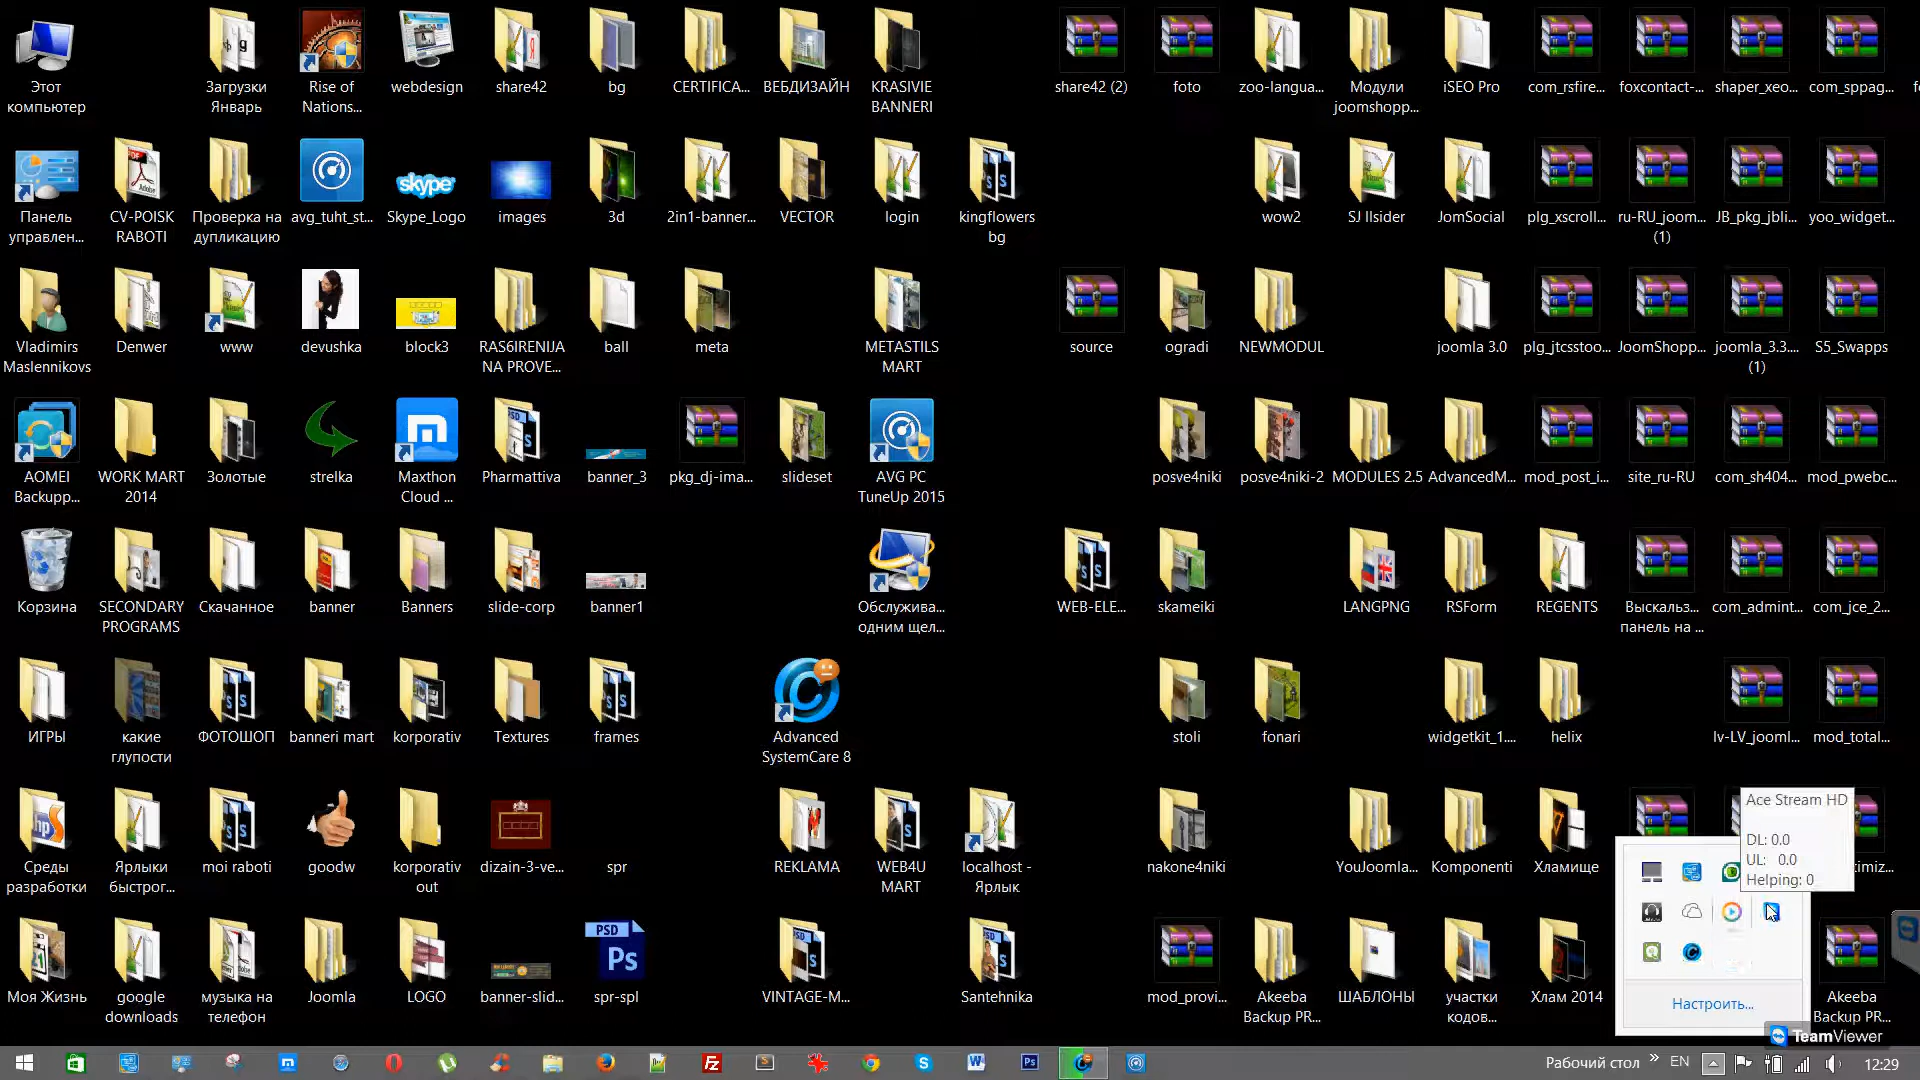 Этот
компьютер
Загрузки
Январь
Rise of
Nations...
webdesign
share42
bg
CERTIFICA...
ВЕБДИЗАЙН
KRASIVIE
BANNERI
share42 (2)
foto
zoo-langua...
Модули
joomshopp...
iSEO Pro
com_rsfire...
foxcontact-...
shaper_xeo...
com_sppag...
Панель
управлен...
CV-POISK
RABOTI
Проверка на
дупликацию
avg_tuht_st...
Skype_Logo
images
3d
2in1-banner...
VECTOR
login
kingflowers
bg
wow2
SJ Ilsider
JomSocial
plg_xscroll...
ru-RU_joom...
(1)
JB_pkg_jbli...
yoo_widget...
Vladimirs
Maslennikovs
Denwer
www
devushka
block3
RAS6IRENIJA
NA PROVE...
ball
meta
METASTILS
MART
source
ogradi
NEWMODUL
joomla 3.0
plg_jtcsstoo...
JoomShopp...
joomla_3.3....
(1)
S5_Swapps
AOMEI
Backupp...
WORK MART
2014
Золотые
strelka
Maxthon
Cloud ...
Pharmattiva
banner_3
pkg_dj-ima...
slideset
AVG PC
TuneUp 2015
posve4niki
posve4niki-2
MODULES 2.5
AdvancedM...
mod_post_i...
site_ru-RU
com_sh404...
mod_pwebc...
Корзина
SECONDARY
PROGRAMS
Скачанное
banner
Banners
slide-corp
banner1
Обслужива...
одним щел...
WEB-ELE...
skameiki
LANGPNG
RSForm
REGENTS
Выскальз...
панель на ...
com_admint...
com_jce_2...
ИГРЫ
какие
глупости
ФОТОШОП
banneri mart
korporativ
Textures
frames
Advanced
SystemCare 8
stoli
fonari
widgetkit_1....
helix
lv-LV_jooml...
mod_total...
Среды
разработки
Ярлыки
быстрог...
moi raboti
goodw
korporativ
out
dizain-3-ve...
spr
REKLAMA
WEB4U
MART
localhost -
Ярлык
nakone4niki
YouJoomla...
Komponenti
Хламище
Ace Stream HD
DL: 0.0
UL: 0.0
Helping: 0
timiz...
Моя Жизнь
google
downloads
музыка на
телефон
Joomla
LOGO
banner-slid...
PSD
Ps
spr-spl
VINTAGE-M...
Santehnika
mod_provi...
Akeeba
Backup PR...
ШАБЛОНЫ
участки
кодов...
Хлам 2014
Настроить...
Akeeba
Backup PR...
TeamViewer
Рабочий стол
EN
12:29